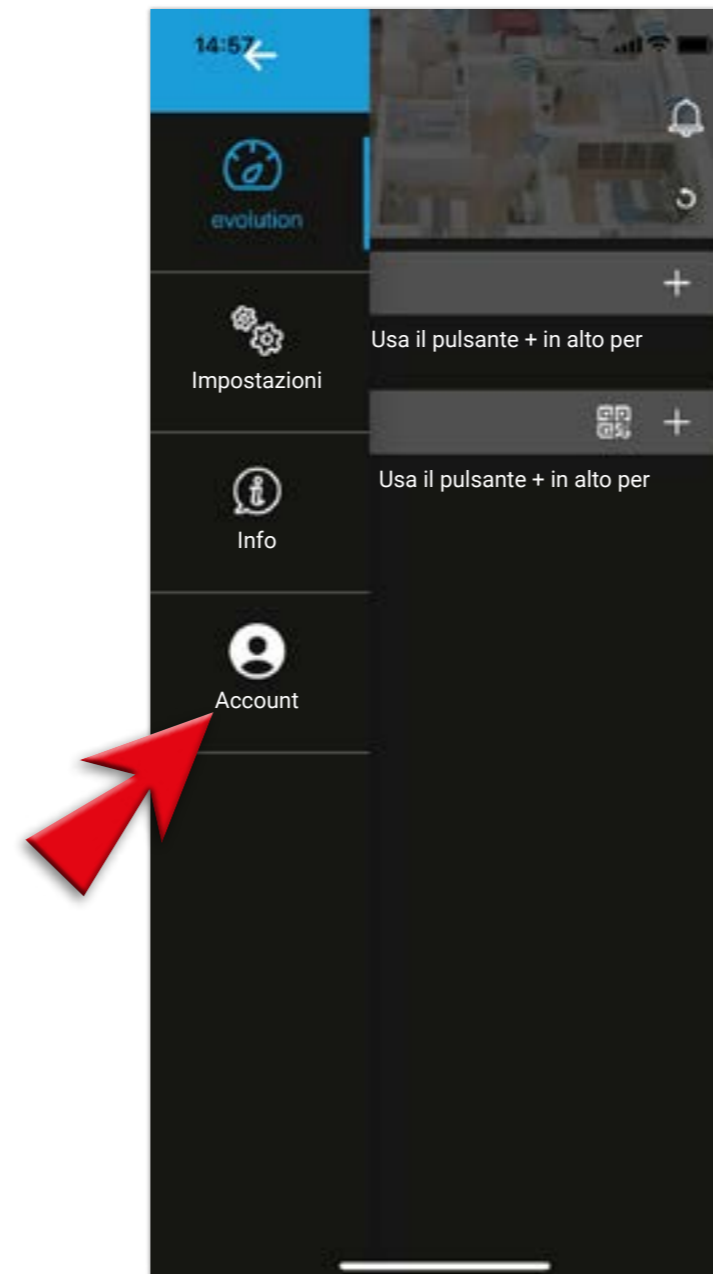 14:57
evolution
Usa il pulsante + in alto per
Impostazioni
Usa il pulsante + in alto per
Info
Account